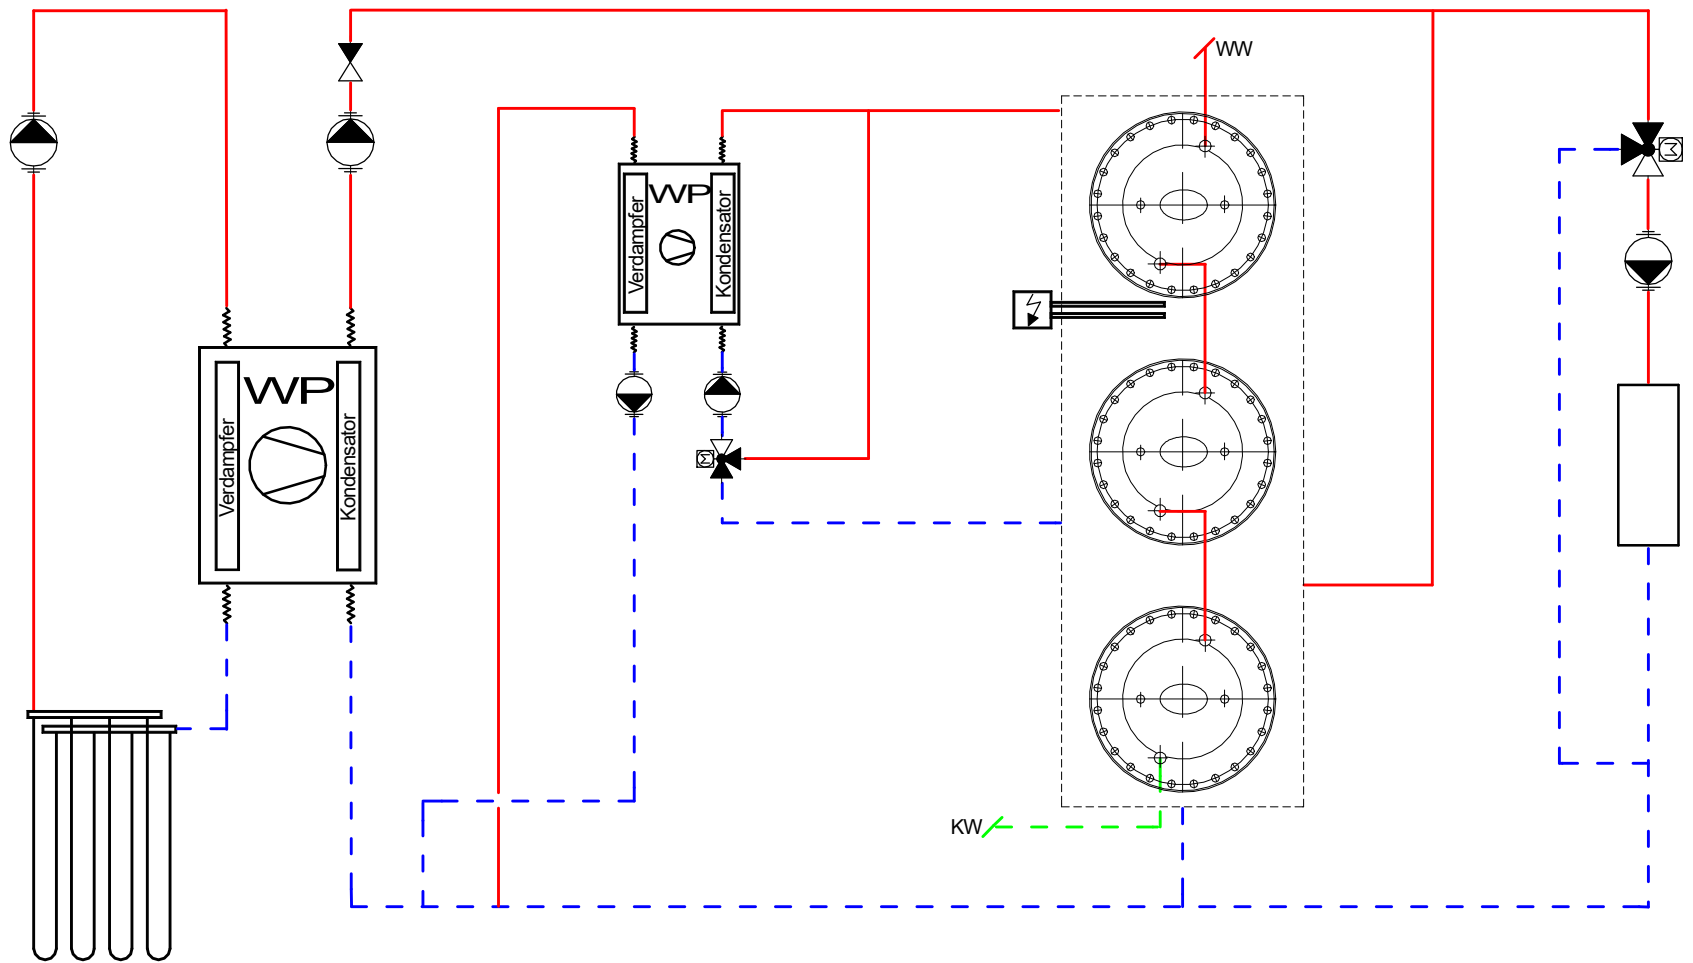 WW
WP
Verdampfer
Kondensator
M
WP
Verdampfer
Kondensator
M
KW